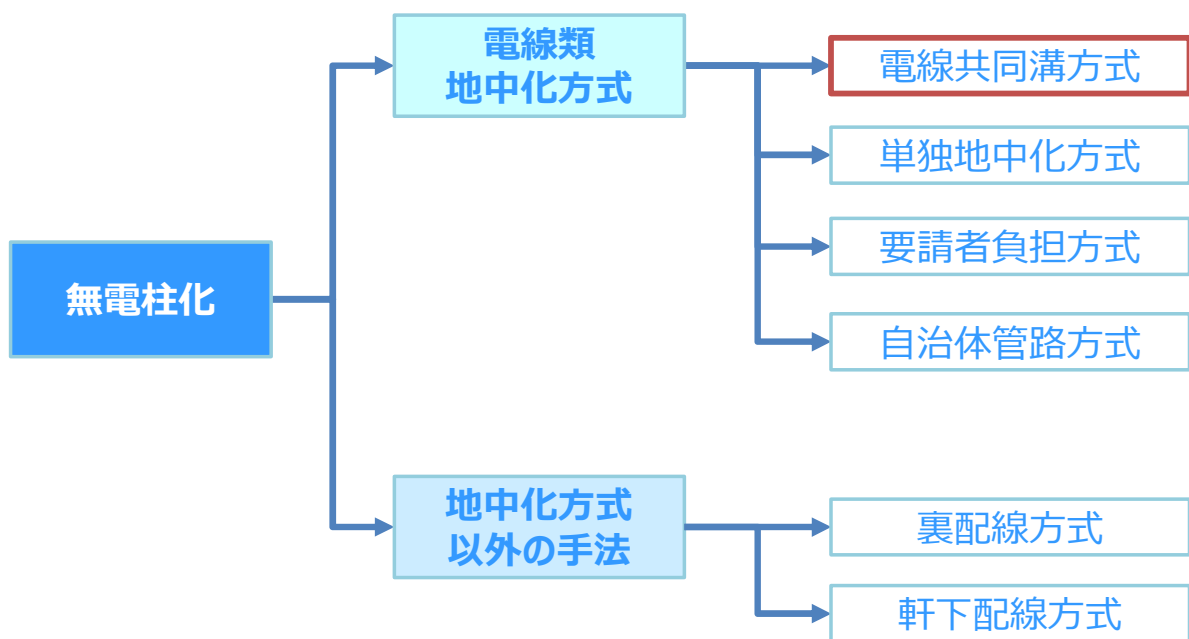 無電柱化
電線類
地中化方式
電線共同溝方式
単独地中化方式
要請者負担方式
自治体管路方式
地中化方式
以外の手法
裏配線方式
軒下配線方式